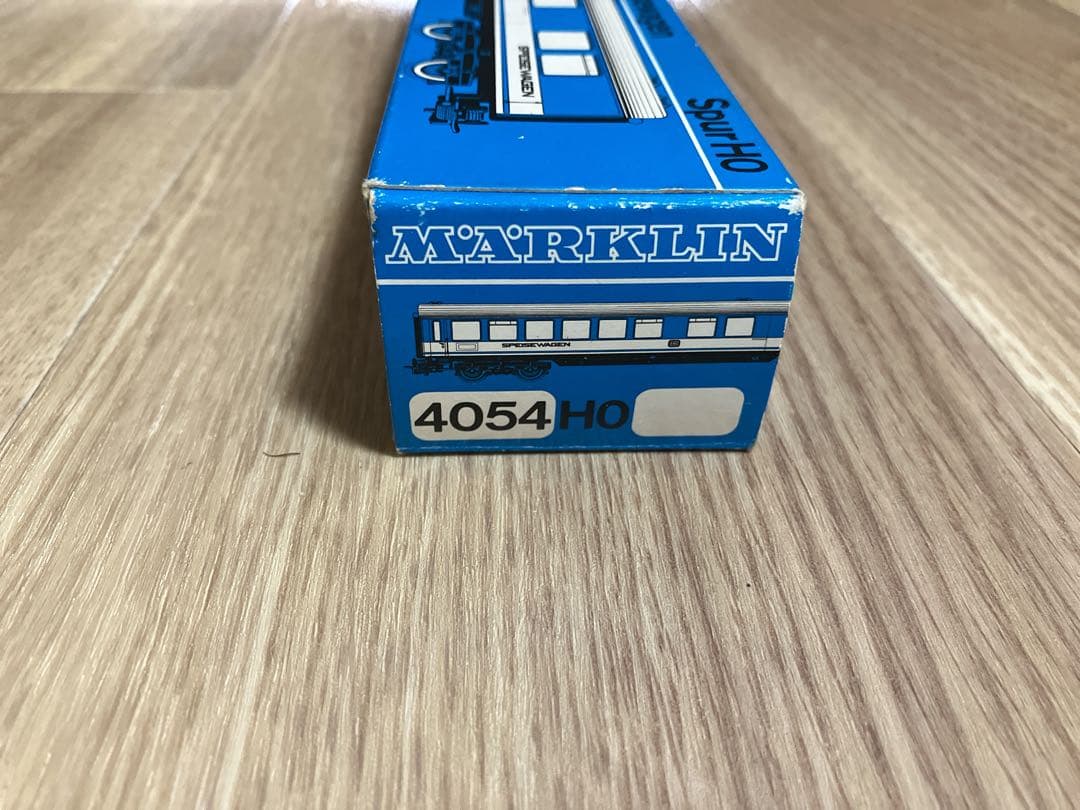 SPEISEWAGEN
Spur HO
MÄRKLIN
SPEISEWAGEN
4054 HO